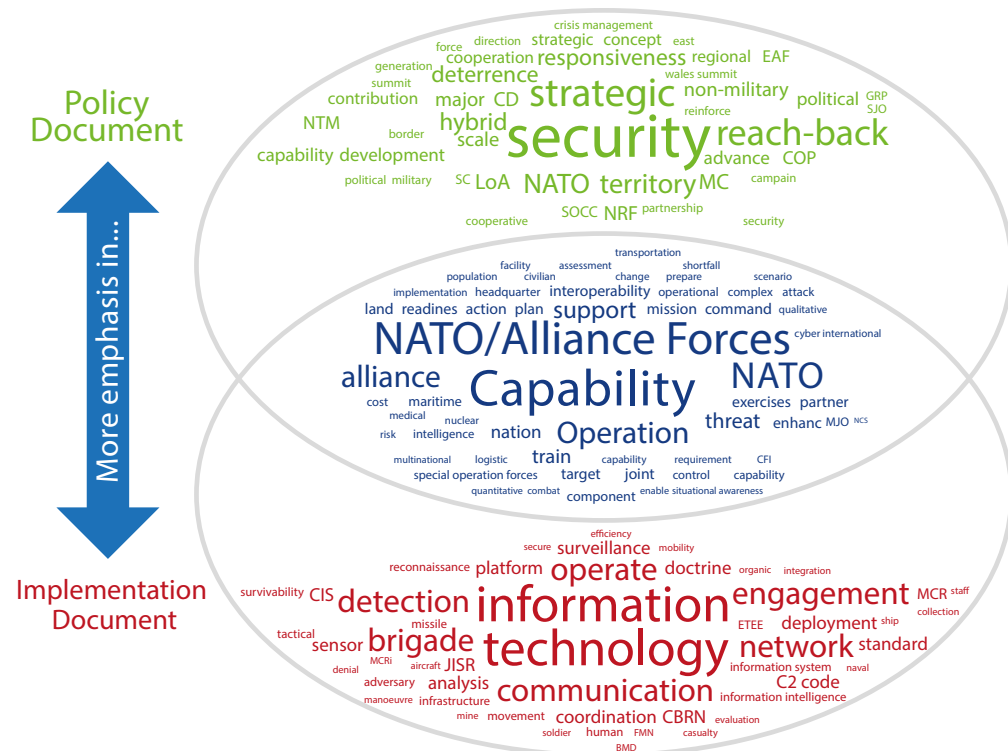 crisis management
force direction strategic concept east
generation cooperation responsiveness regional EAF
summit deterrence wales summit
contribution major CD strategic non-military political GRP
reinforce SJO
NTM border hybrid scale security reach-back
capability development advance COP
political military SC LoA NATO territory MC campain
cooperative SOCC NRF partnership security
Policy
Document
More emphasis in...
Implementation
Document
transportation
facility assessment shortfall
population civilian change prepare scenario
implementation headquarter interoperability operational complex attack
land readines action plan support mission command qualitative
NATO/Alliance Forces cyber international
alliance Capability NATO
cost maritime exercises partner
medical nuclear threat enhanc MJO NCS
risk intelligence nation Operation
multinational logistic train capability requirement CFI
special operation forces target joint control capability
quantitative combat component enable situational awareness
efficiency
secure surveillance mobility
reconnaissance platform operate doctrine organic integration
survivability CIS detection information engagement MCR staff
collection
missile ETEE deployment ship
tactical sensor brigade technology network standard
denial MCRi aircraft JISR information system naval
adversary analysis communication C2 code
manoeuvre infrastructure information intelligence
mine movement coordination CBRN evaluation
soldier human FMN casualty
BMD